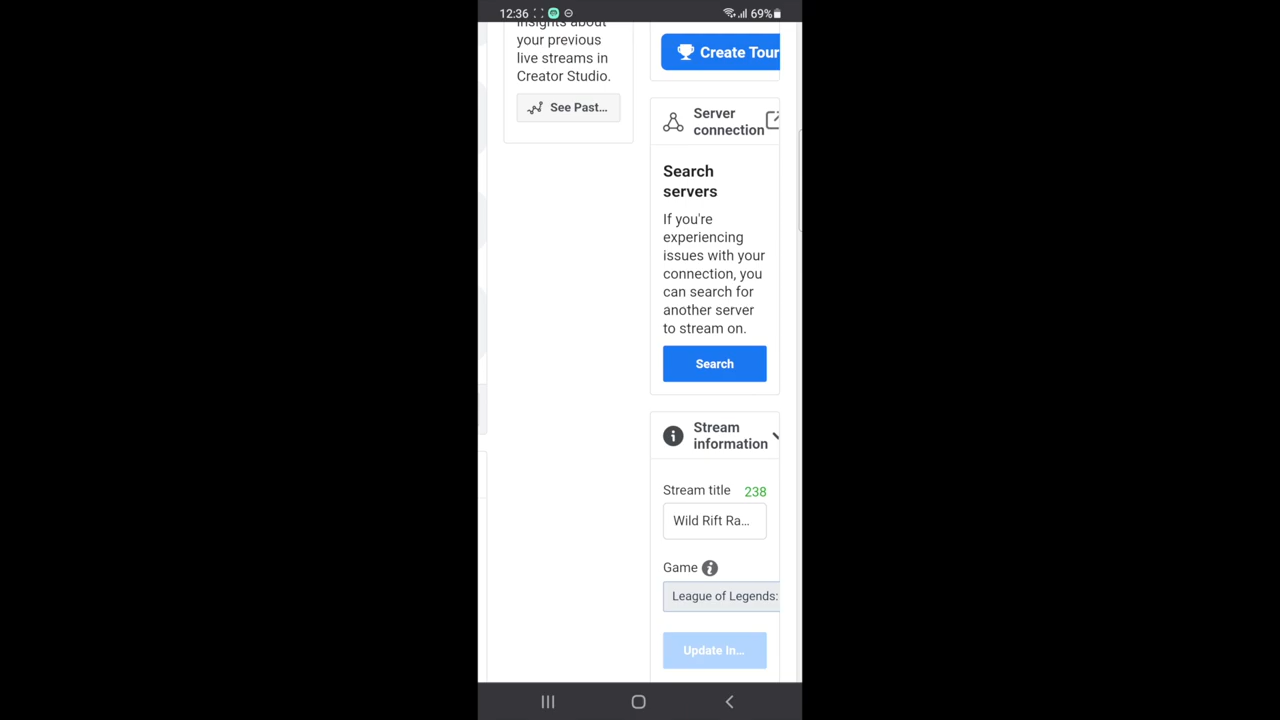 12:36
69%
insights about
your previous
live streams in
Creator Studio.
See Past...
Create Tour
Server
connection
Search
servers
If you're
experiencing
issues with your
connection, you
can search for
another server
to stream on.
Search
Stream
information
Stream title 238
Wild Rift Ra...
Game
League of Legends:
Update In...